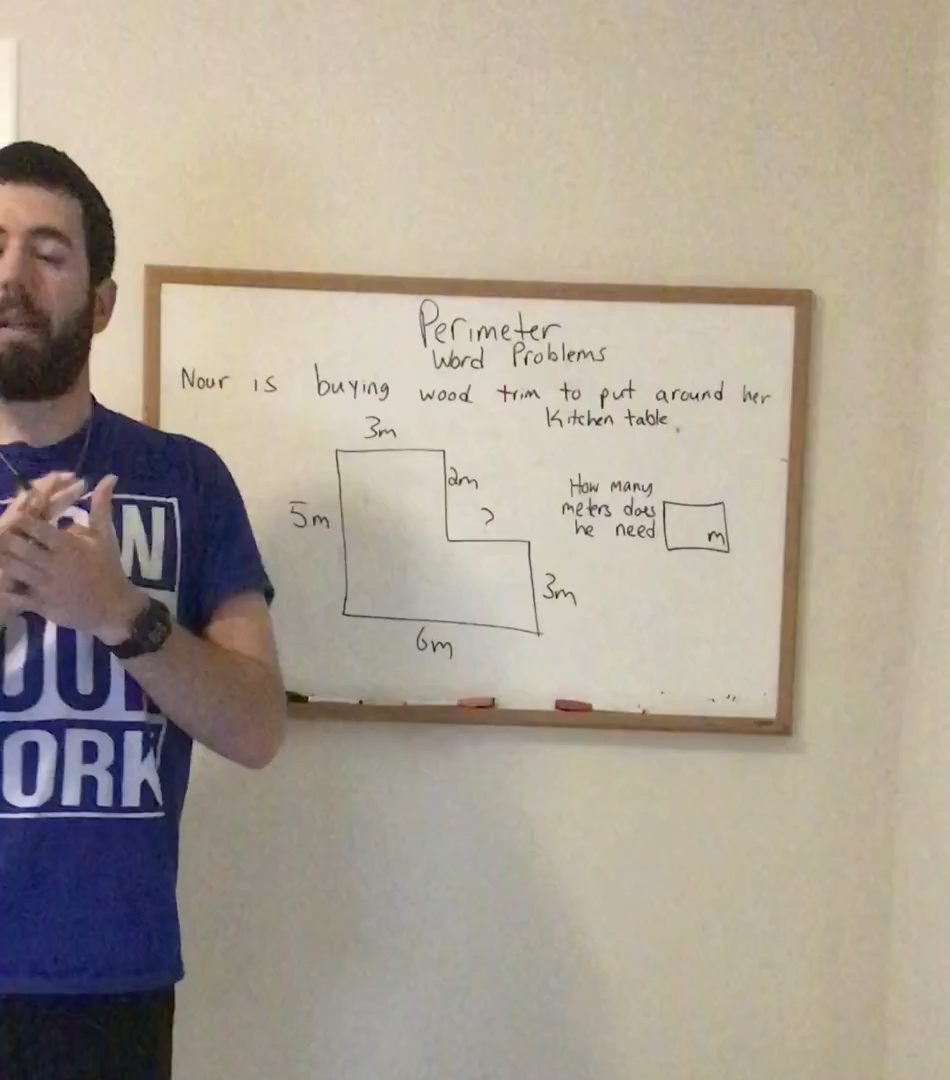 Perimeter
Word Problems
Nour is buying wood trim to put around her
Kitchen table.
3m
2m
5m
?
3m
6m
How many
meters does
he need
m
ORK